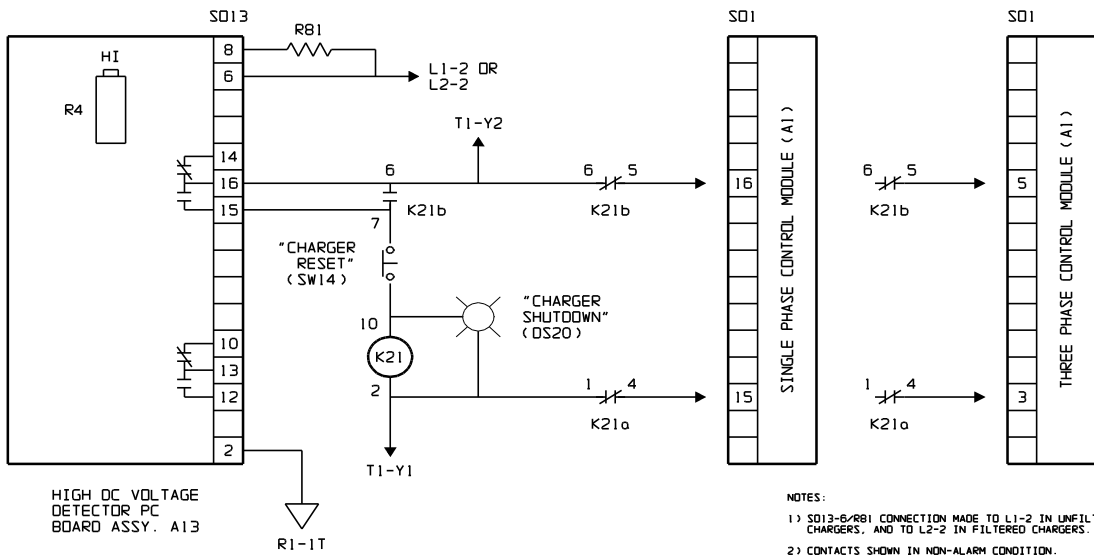 SD13
SD1
SD1
8
R81
HI
6
L1-2 OR
L2-2
R4
T1-Y2
14
16
6
6 5
16
6 5
5
15
K21b
K21b
K21b
7
"CHARGER
RESET"
(SW14)
"CHARGER
SHUTDOWN"
(DS20)
10
10
K21
13
12
2
1 4
15
1 4
3
K21a
K21a
2
T1-Y1
SINGLE PHASE CONTROL MODULE (A1)
THREE PHASE CONTROL MODULE (A1)
HIGH DC VOLTAGE
DETECTOR PC
BOARD ASSY. A13
R1-1T
NOTES:
1) SD13-6/R81 CONNECTION MADE TO L1-2 IN UNFILT
CHARGERS, AND TO L2-2 IN FILTERED CHARGERS.
2) CONTACTS SHOWN IN NON-ALARM CONDITION.